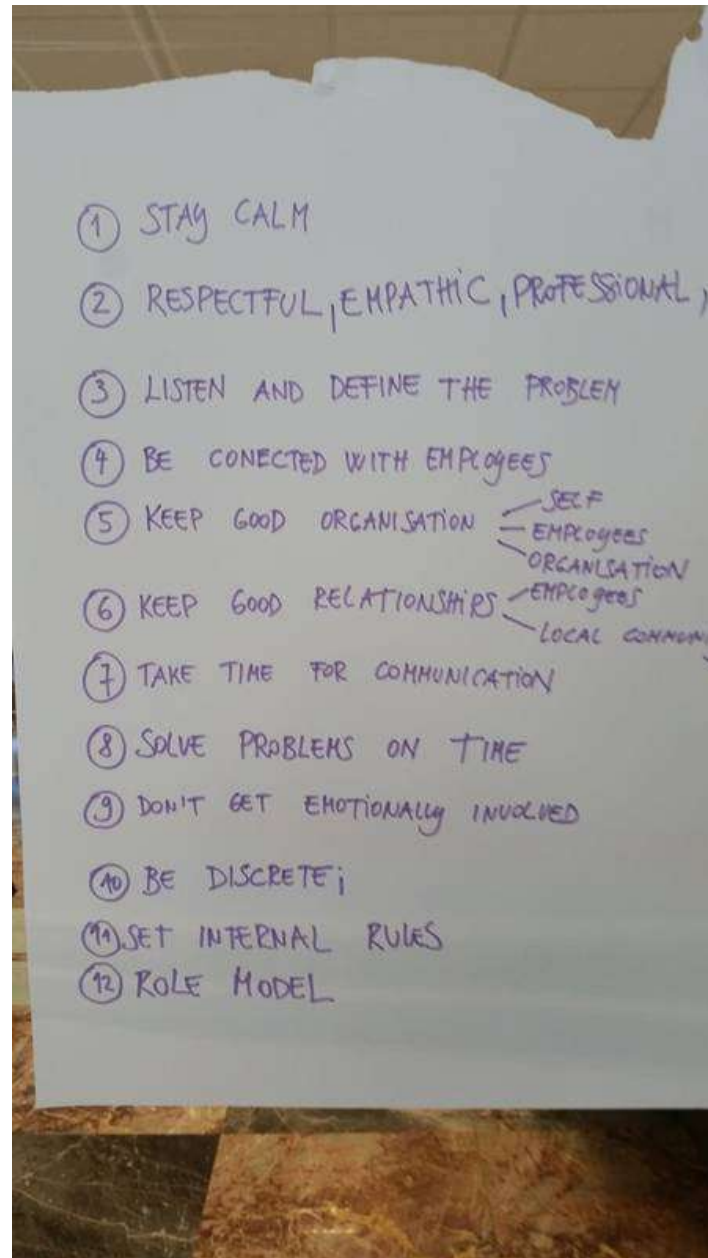 1 STAY CALM
2 RESPECTFUL, EMPATHIC, PROFESSIONAL,
3 LISTEN AND DEFINE THE PROBLEM
4 BE CONECTED WITH EMPLOYEES
5 KEEP GOOD ORGANISATION
SELF
EMPLOYEES
ORGANISATION
6 KEEP GOOD RELATIONSHIPS
EMPLOYEES
LOCAL COMMUN
7 TAKE TIME FOR COMMUNICATION
8 SOLVE PROBLEMS ON TIME
9 DON'T GET EMOTIONALLY INVOLVED
10 BE DISCRETE;
11 SET INTERNAL RULES
12 ROLE MODEL